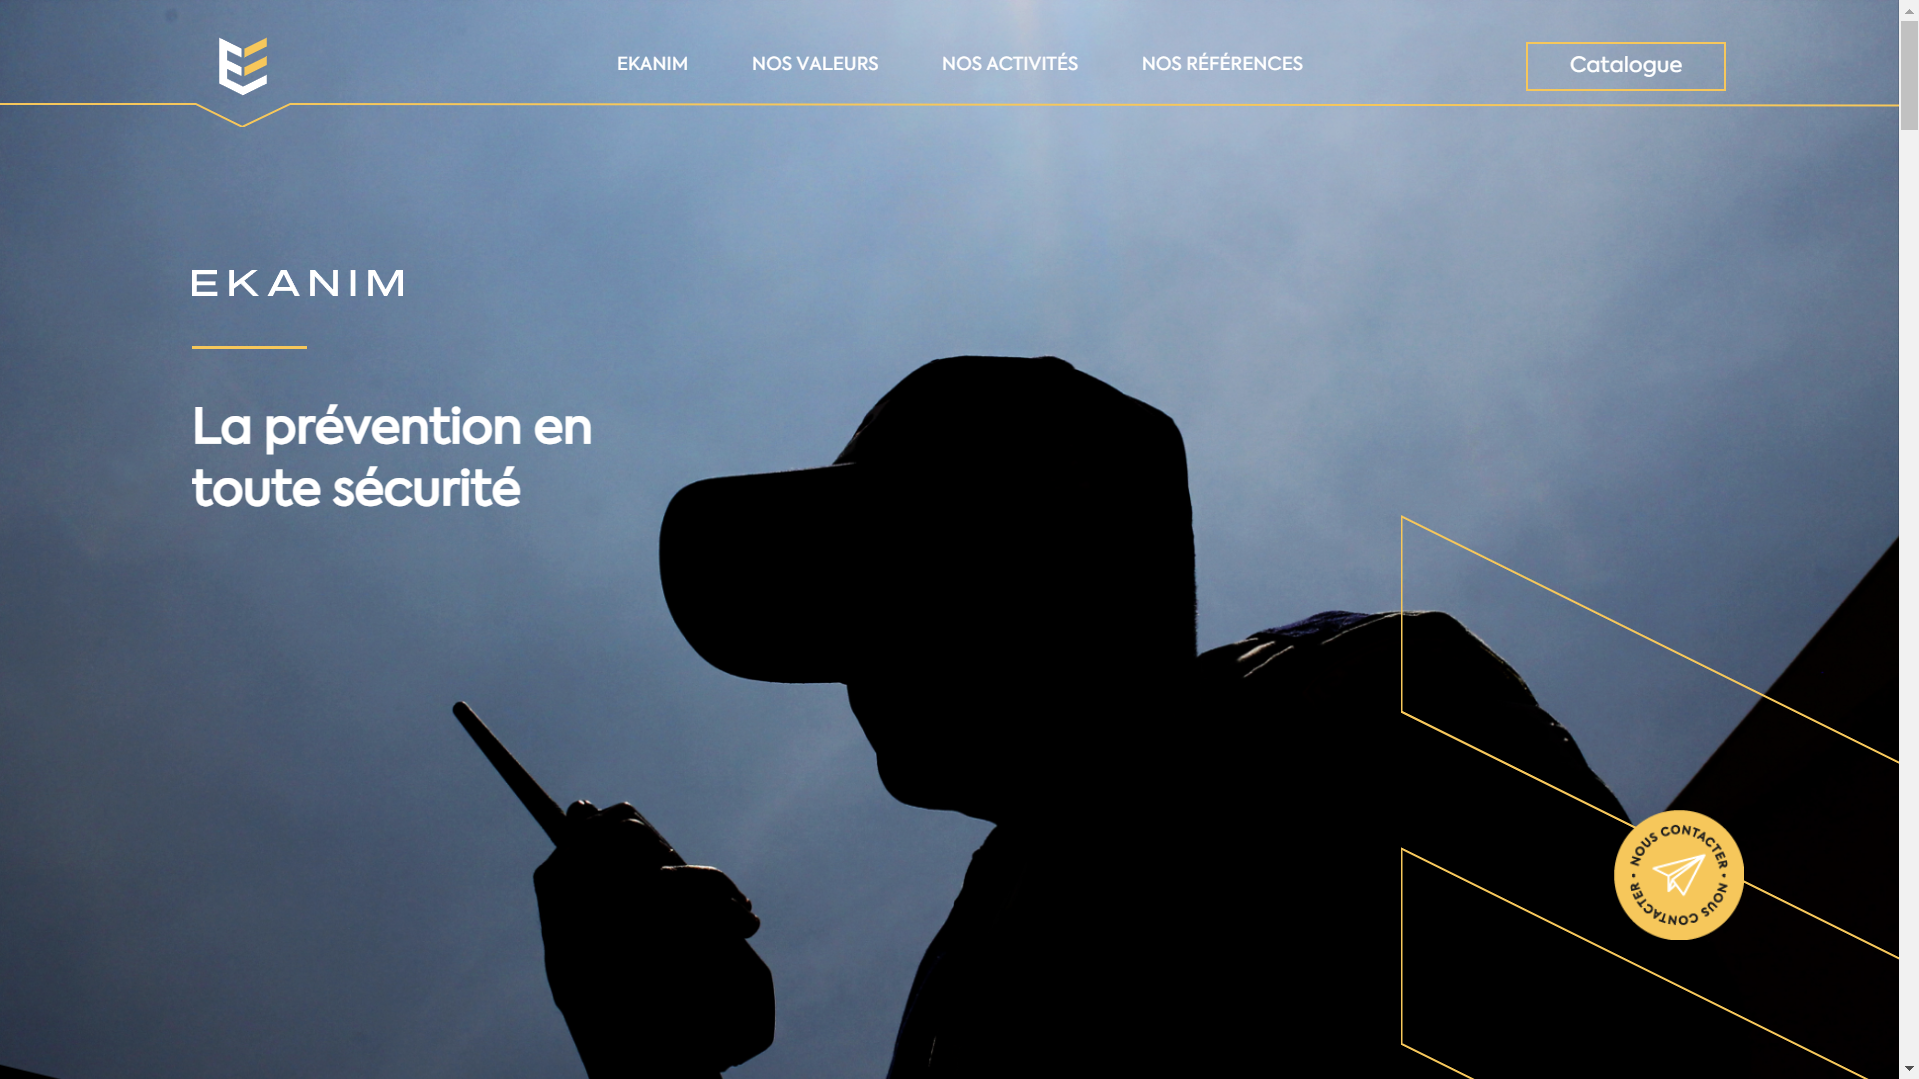 EKANIM
NOS VALEURS
NOS ACTIVITÉS
NOS RÉFÉRENCES
Catalogue
EKANIM
La prévention en
toute sécurité
NOUS CONTACTER • NOUS CONTACTER •